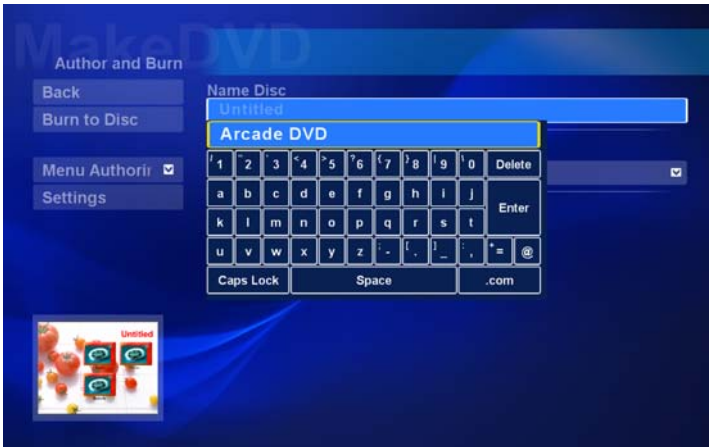 MakeDVD
Author and Burn
Back
Burn to Disc
Menu Authorir
Settings
Name Disc
Untitled
Arcade DVD
1 2 3 4 5 6 7 8 9 0 Delete
a b c d e f g h i j
Enter
k l m n o p q r s t
u v w x y z - . _ , = @
Caps Lock Space .com
Untitled